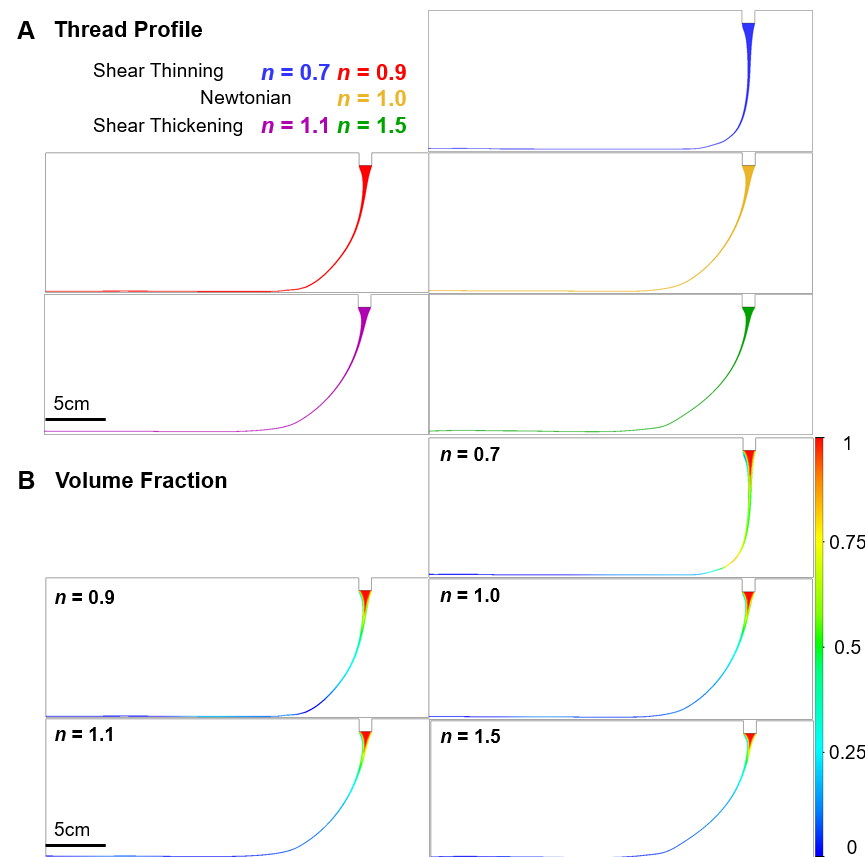 A Thread Profile
Shear Thinning n = 0.7 n = 0.9
Newtonian n = 1.0
Shear Thickening n = 1.1 n = 1.5
5cm
B Volume Fraction
n = 0.7
n = 0.9
n = 1.0
n = 1.1
n = 1.5
5cm
1
0.75
0.5
0.25
0